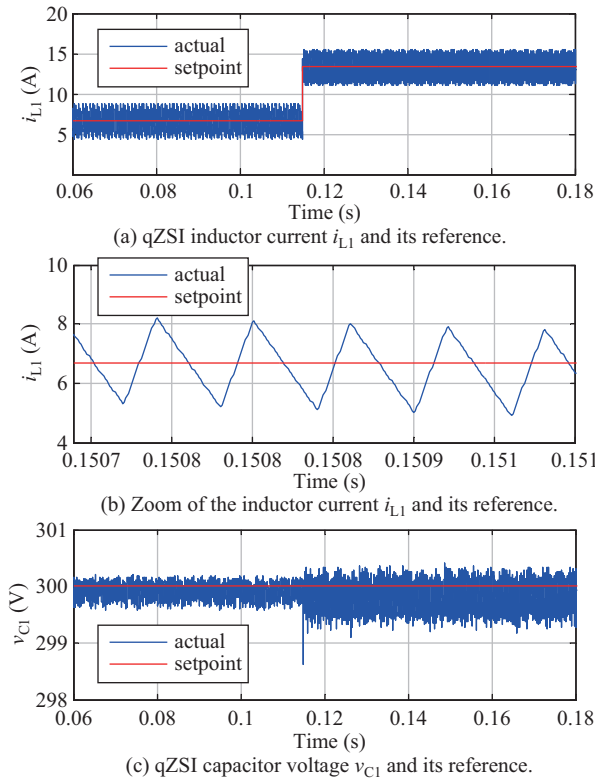 20
15
10
5
i_L1 (A)
actual
setpoint
0.06 0.08 0.1 0.12 0.14 0.16 0.18
Time (s)
(a) qZSI inductor current i_L1 and its reference.
10
8
6
4
i_L1 (A)
actual
setpoint
0.1507 0.1508 0.1508 0.1508 0.1509 0.151 0.151
Time (s)
(b) Zoom of the inductor current i_L1 and its reference.
301
300
299
298
v_C1 (V)
actual
setpoint
0.06 0.08 0.1 0.12 0.14 0.16 0.18
Time (s)
(c) qZSI capacitor voltage v_C1 and its reference.